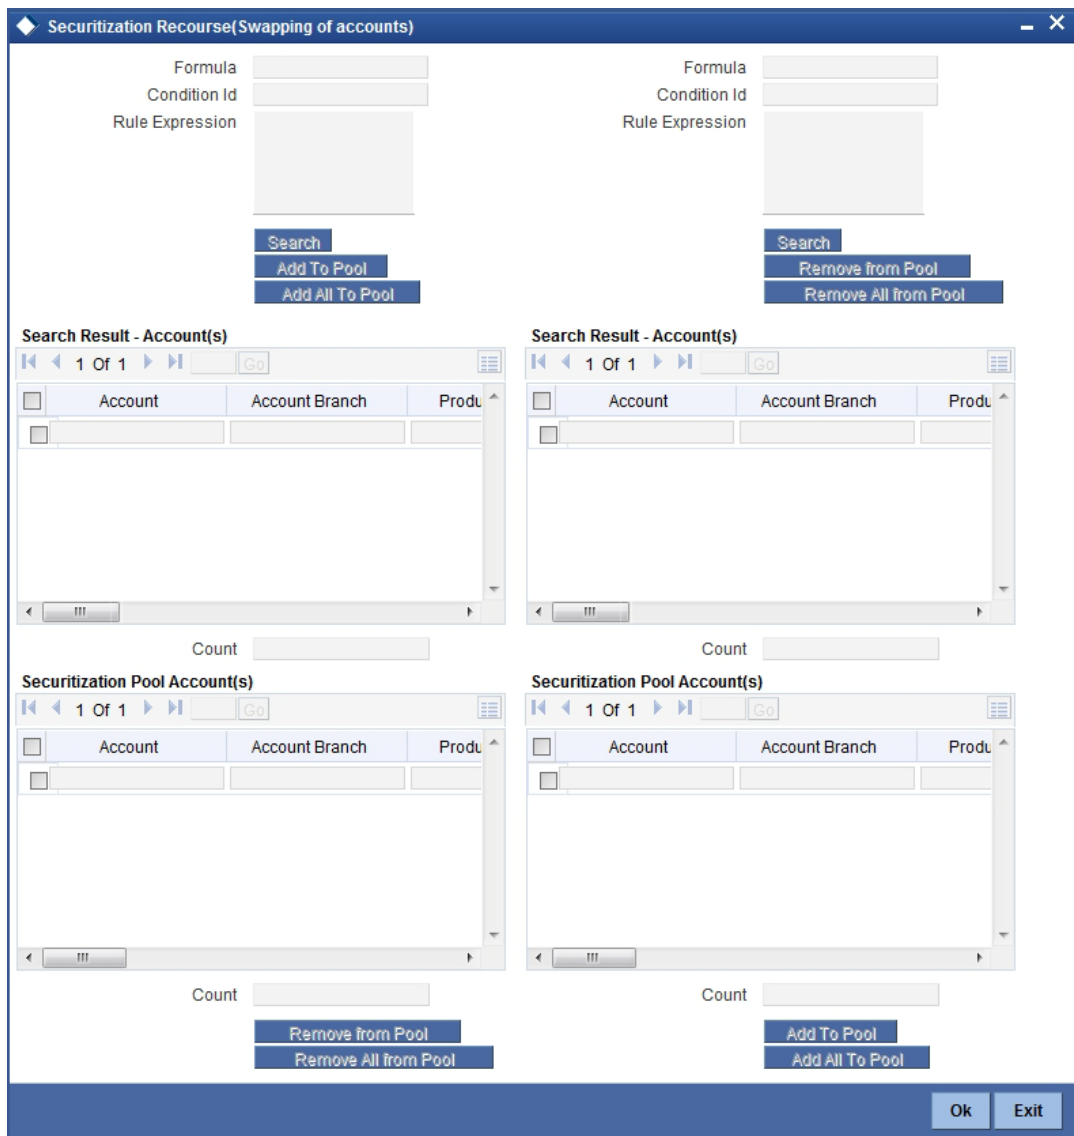 Securitization Recourse(Swapping of accounts)
Formula
Condition Id
Rule Expression
Search
Add To Pool
Add All To Pool
Formula
Condition Id
Rule Expression
Search
Remove from Pool
Remove All from Pool
Search Result - Account(s)
1 Of 1 Go
Account Account Branch Produ
Count
Search Result - Account(s)
1 Of 1 Go
Account Account Branch Produ
Count
Securitization Pool Account(s)
1 Of 1 Go
Account Account Branch Produ
Count
Remove from Pool
Remove All from Pool
Securitization Pool Account(s)
1 Of 1 Go
Account Account Branch Produ
Count
Add To Pool
Add All To Pool
Ok Exit